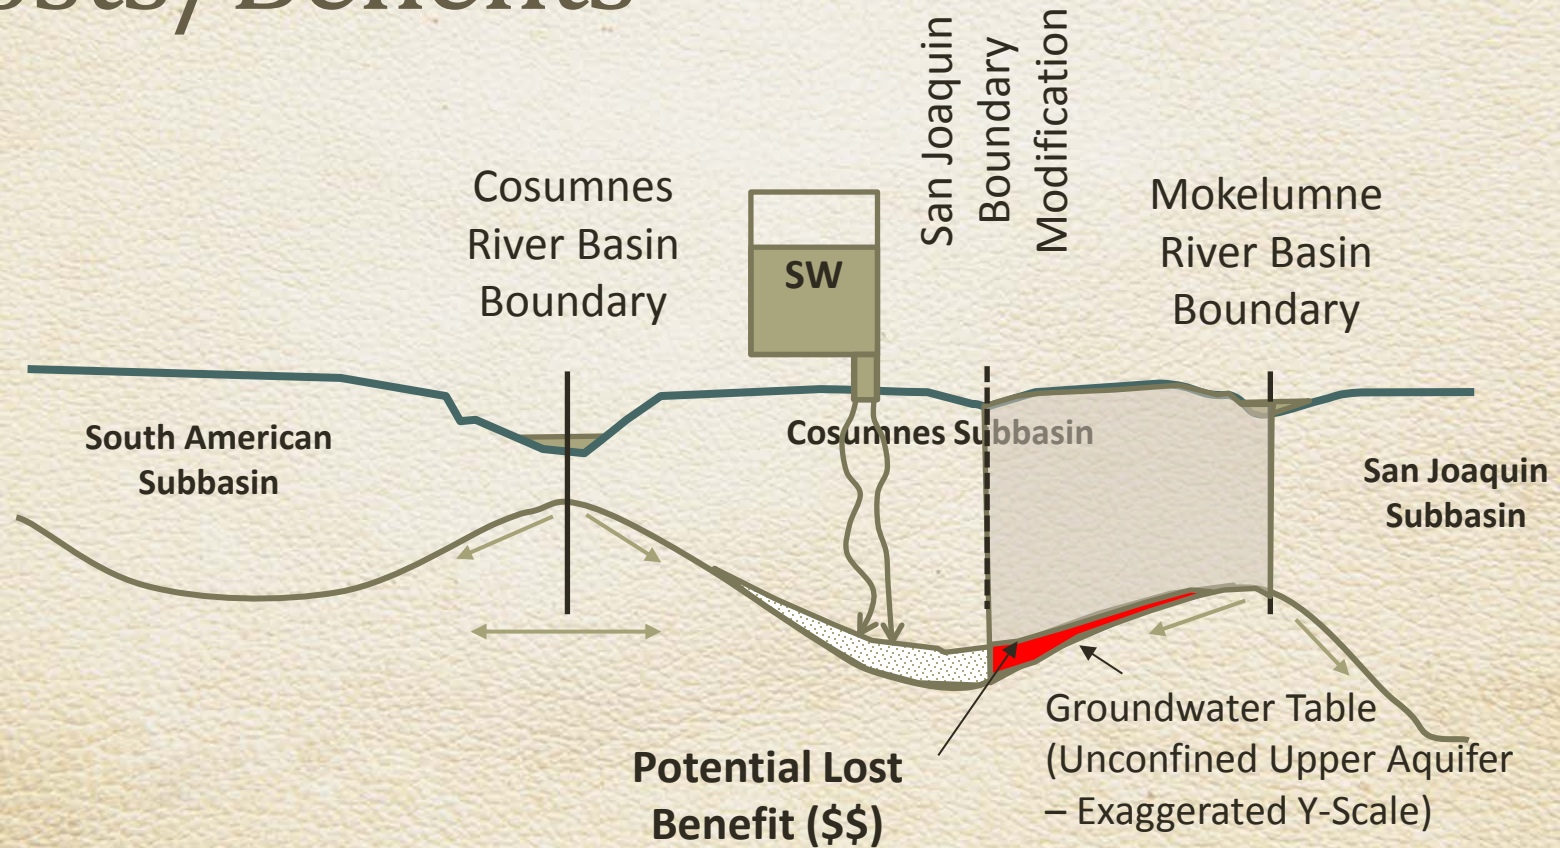 San Joaquin
Boundary
Modification
Cosumnes
River Basin
Boundary
SW
Mokelumne
River Basin
Boundary
South American
Subbasin
Cosumnes Subbasin
San Joaquin
Subbasin
Groundwater Table
(Unconfined Upper Aquifer
– Exaggerated Y-Scale)
Potential Lost
Benefit ($$)